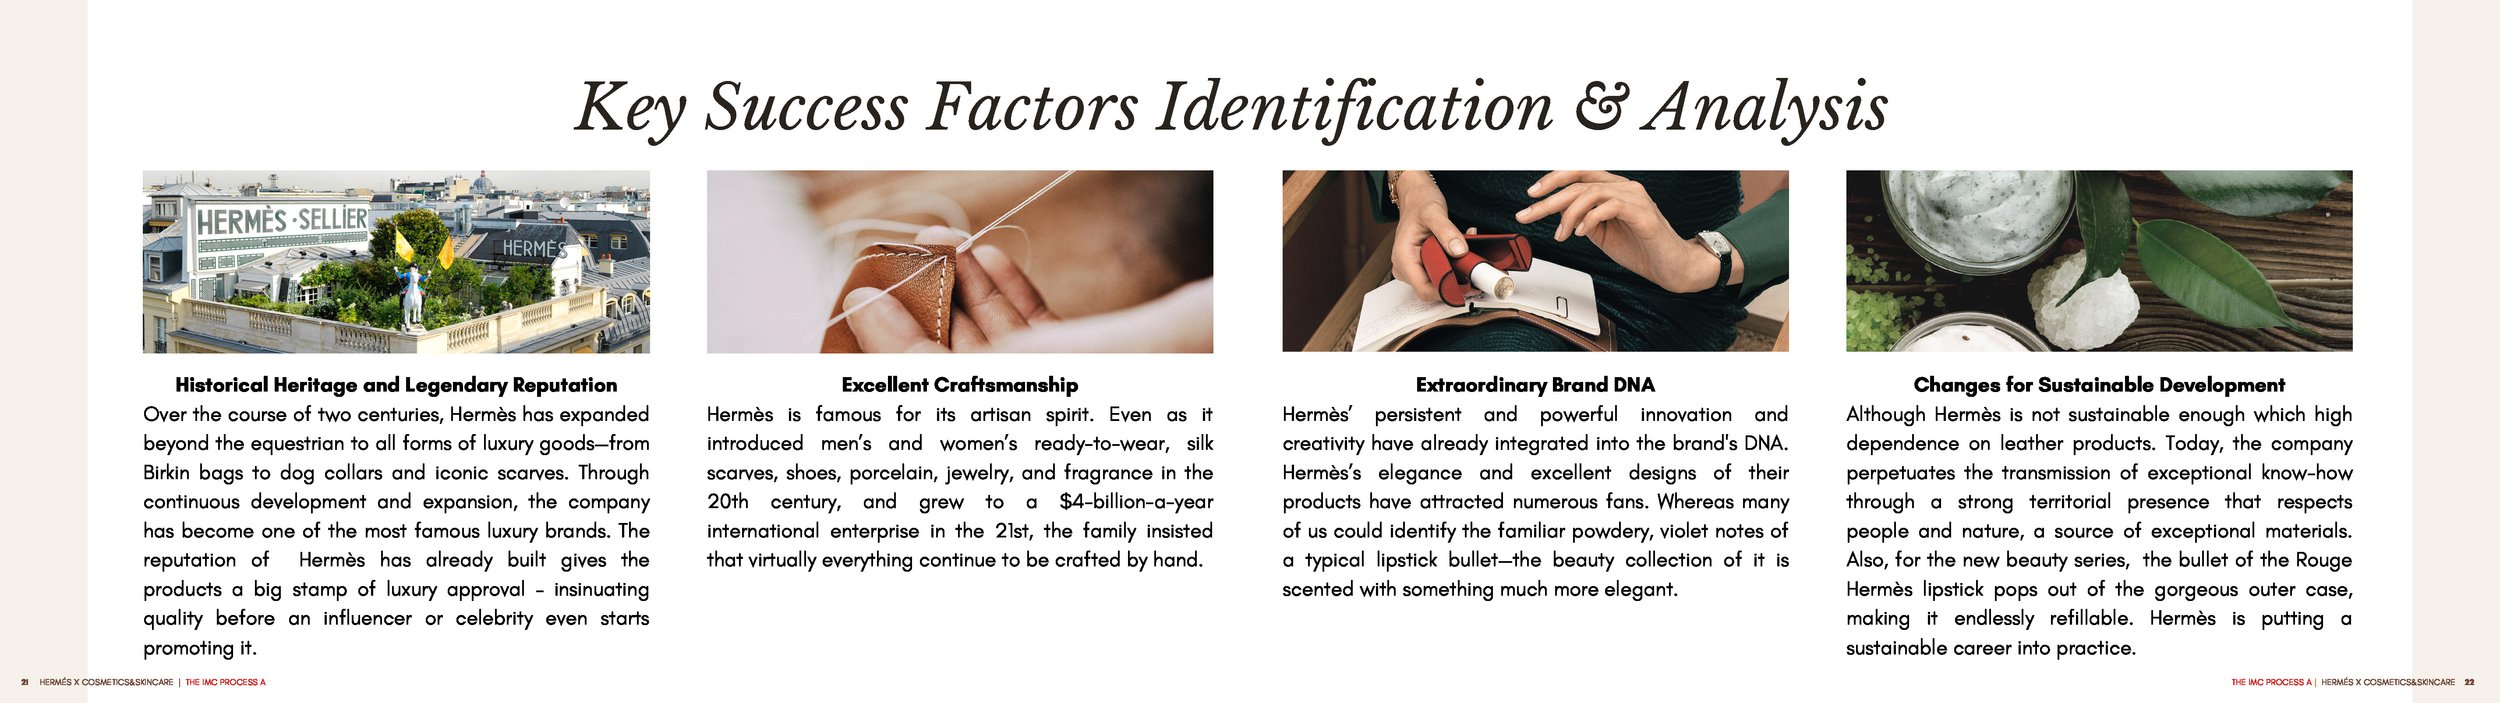 Key Success Factors Identification & Analysis
HERMÈS · SELLIER
HERMÈS
Historical Heritage and Legendary Reputation
Over the course of two centuries, Hermès has expanded
beyond the equestrian to all forms of luxury goods—from
Birkin bags to dog collars and iconic scarves. Through
continuous development and expansion, the company
has become one of the most famous luxury brands. The
reputation of Hermès has already built gives the
products a big stamp of luxury approval - insinuating
quality before an influencer or celebrity even starts
promoting it.
Excellent Craftsmanship
Hermès is famous for its artisan spirit. Even as it
introduced men's and women's ready-to-wear, silk
scarves, shoes, porcelain, jewelry, and fragrance in the
20th century, and grew to a $4-billion-a-year
international enterprise in the 21st, the family insisted
that virtually everything continue to be crafted by hand.
Extraordinary Brand DNA
Hermès' persistent and powerful innovation and
creativity have already integrated into the brand's DNA.
Hermès's elegance and excellent designs of their
products have attracted numerous fans. Whereas many
of us could identify the familiar powdery, violet notes of
a typical lipstick bullet—the beauty collection of it is
scented with something much more elegant.
Changes for Sustainable Development
Although Hermès is not sustainable enough which high
dependence on leather products. Today, the company
perpetuates the transmission of exceptional know-how
through a strong territorial presence that respects
people and nature, a source of exceptional materials.
Also, for the new beauty series, the bullet of the Rouge
Hermès lipstick pops out of the gorgeous outer case,
making it endlessly refillable. Hermès is putting a
sustainable career into practice.
21 HERMÉS X COSMETICS&SKINCARE | THE IMC PROCESS A
THE IMC PROCESS A | HERMÉS X COSMETICS&SKINCARE 22